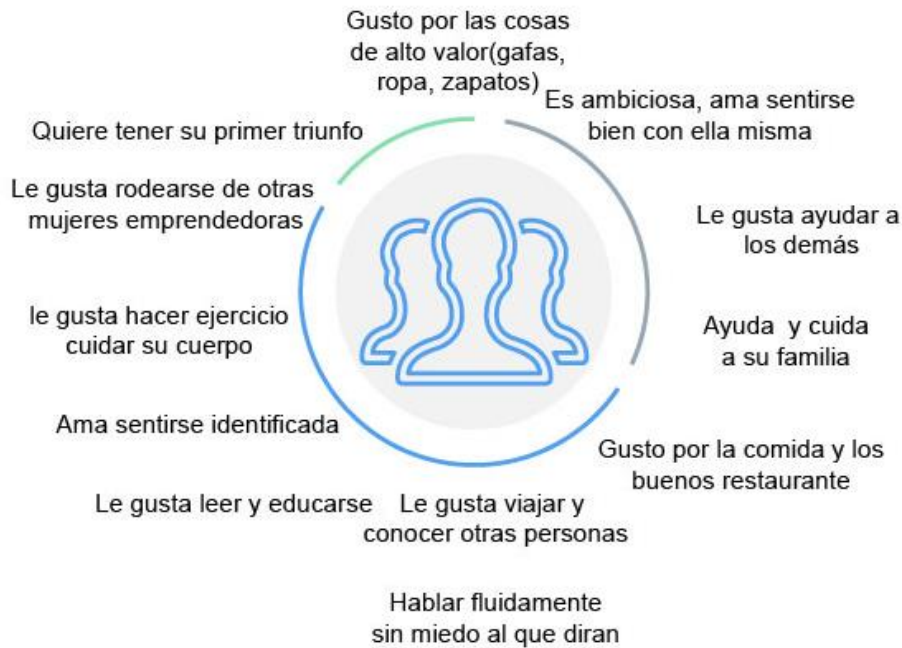 Gusto por las cosas
de alto valor(gafas,
ropa, zapatos)
Es ambiciosa, ama sentirse
bien con ella misma
Quiere tener su primer triunfo
Le gusta rodearse de otras
mujeres emprendedoras
Le gusta ayudar a
los demás
le gusta hacer ejercicio
cuidar su cuerpo
Ayuda y cuida
a su familia
Ama sentirse identificada
Gusto por la comida y los
buenos restaurante
Le gusta leer y educarse
Le gusta viajar y
conocer otras personas
Hablar fluidamente
sin miedo al que diran